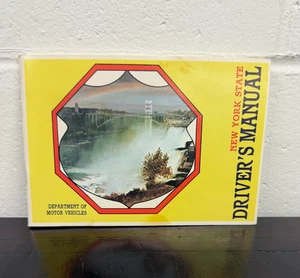 NEW YORK STATE
DRIVER'S MANUAL
DEPARTMENT OF
MOTOR VEHICLES